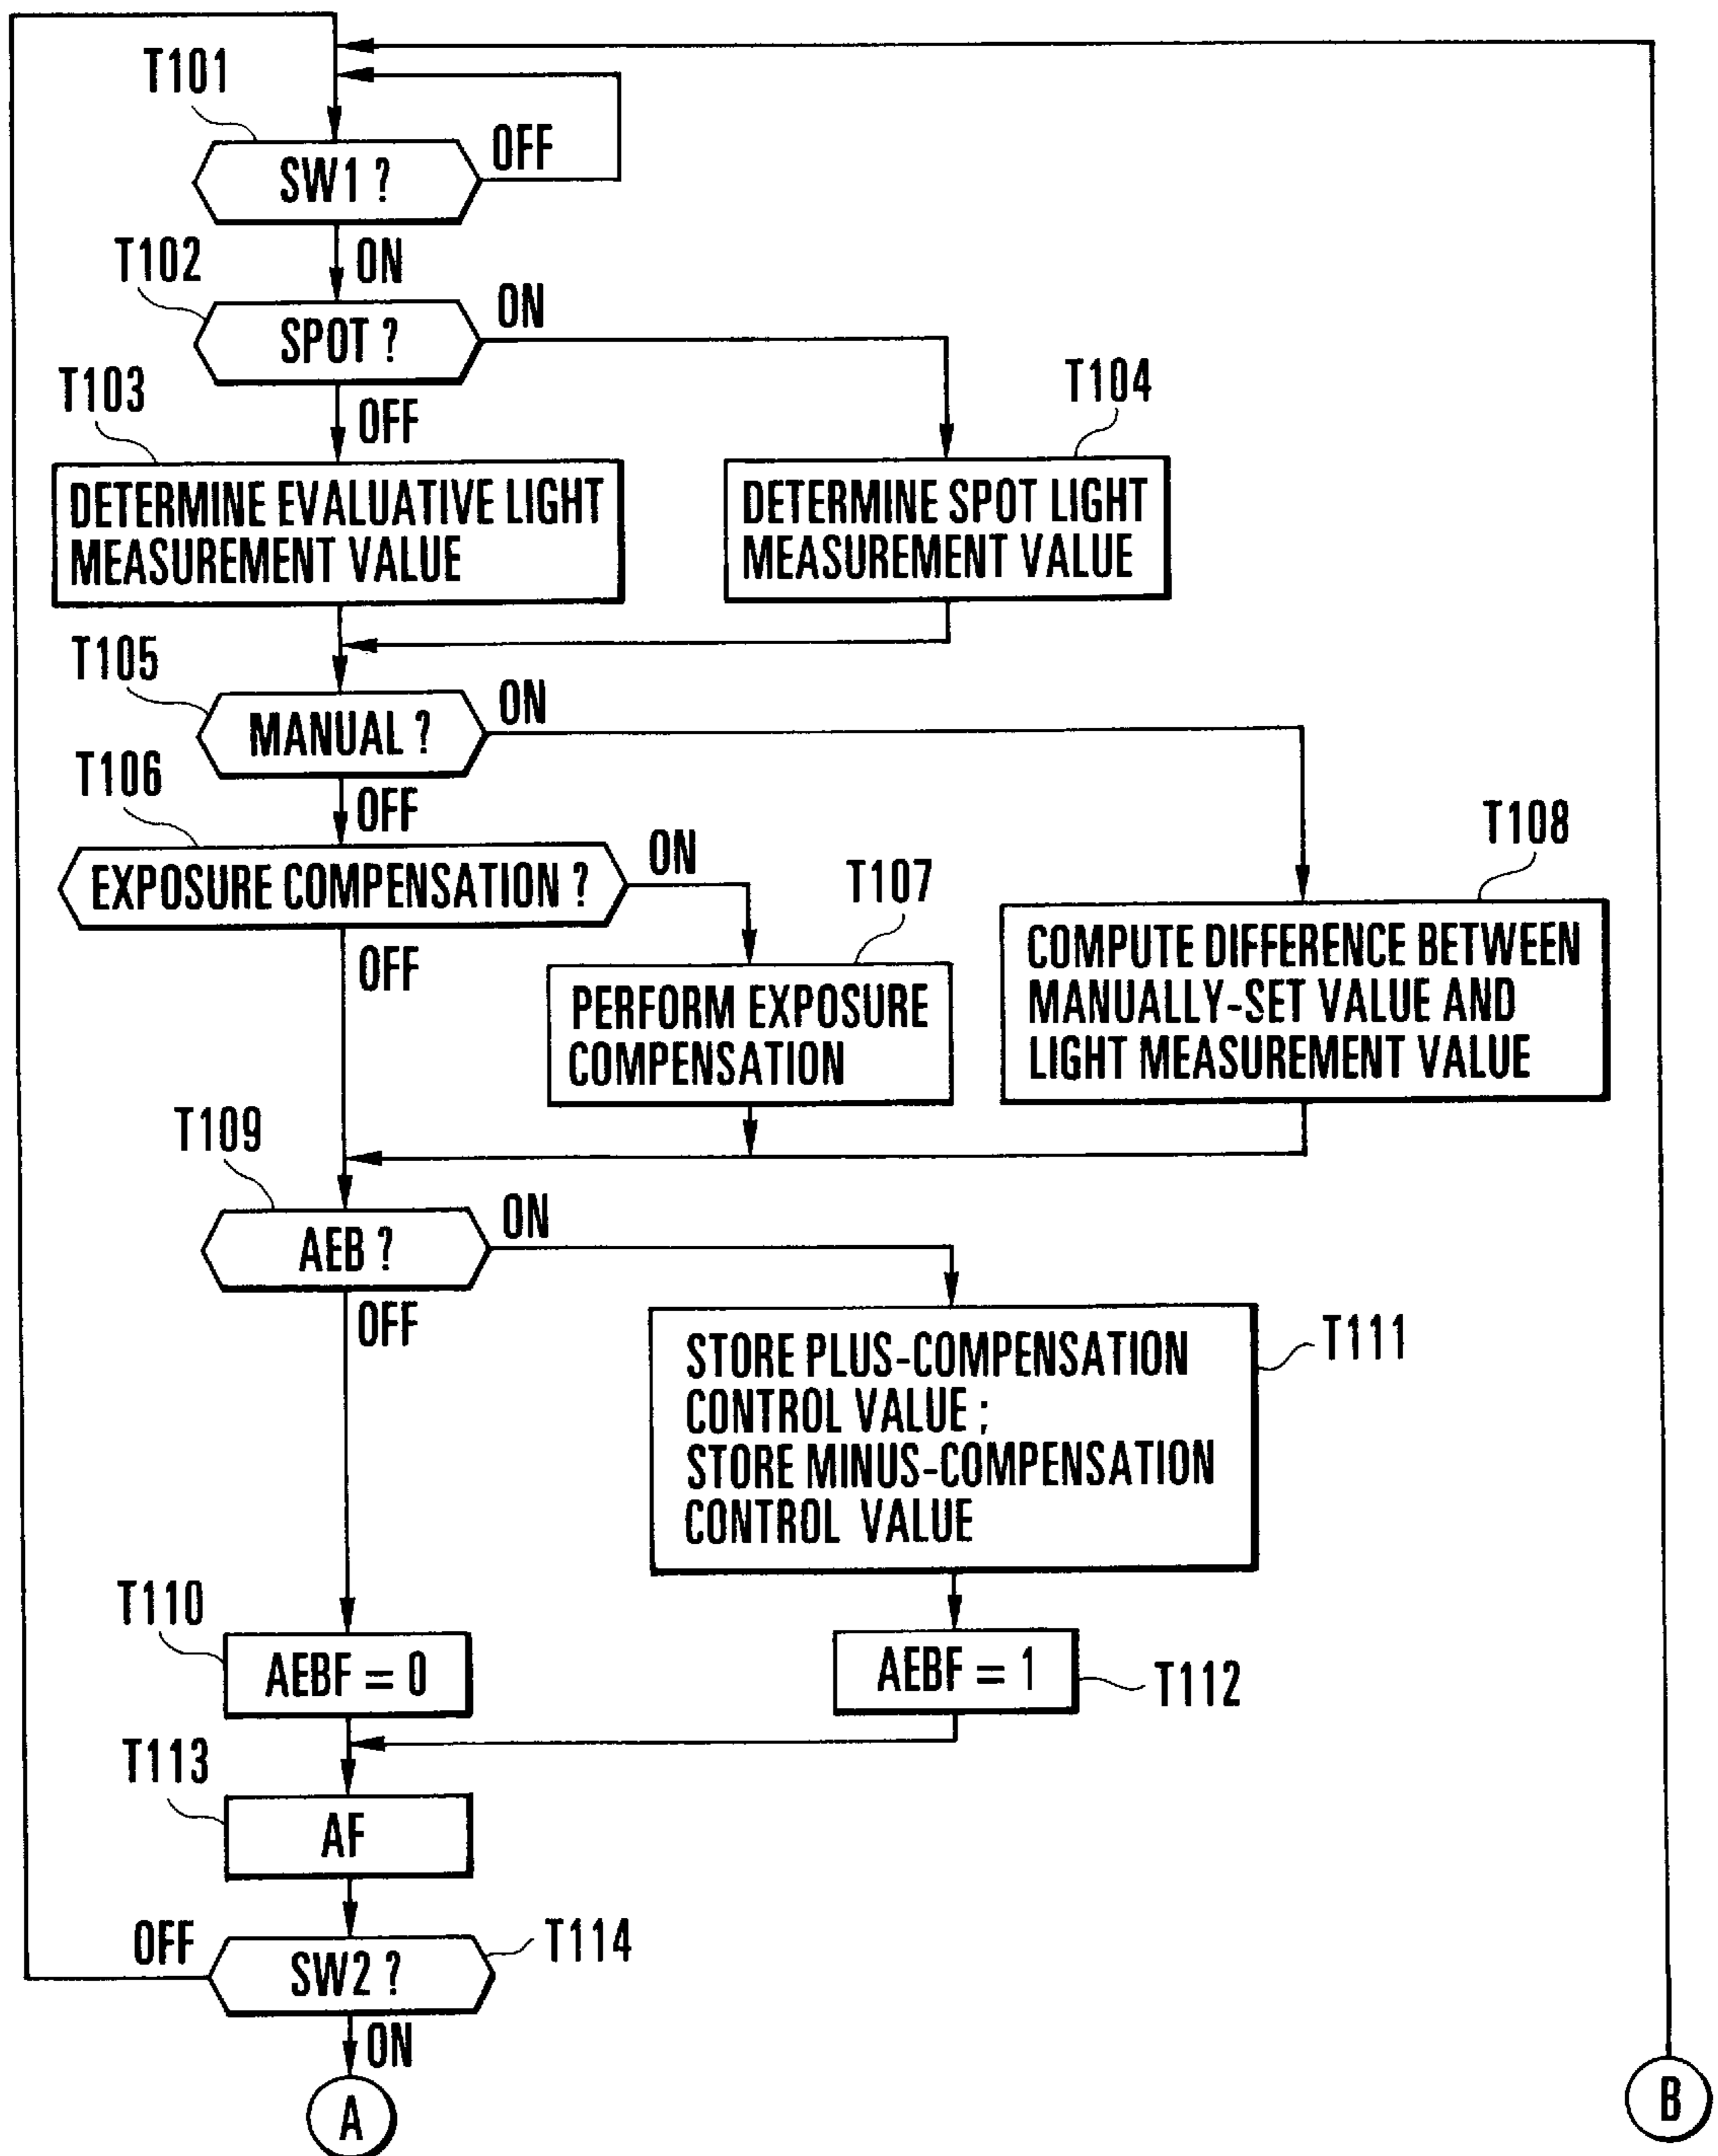 T101
SW1 ?
OFF
ON
T102
SPOT ?
ON
OFF
T103
DETERMINE EVALUATIVE LIGHT
MEASUREMENT VALUE
T104
DETERMINE SPOT LIGHT
MEASUREMENT VALUE
T105
MANUAL ?
ON
OFF
T106
EXPOSURE COMPENSATION ?
ON
OFF
T107
PERFORM EXPOSURE
COMPENSATION
T108
COMPUTE DIFFERENCE BETWEEN
MANUALLY-SET VALUE AND
LIGHT MEASUREMENT VALUE
T109
AEB ?
ON
OFF
T111
STORE PLUS-COMPENSATION
CONTROL VALUE ;
STORE MINUS-COMPENSATION
CONTROL VALUE
T110
AEBF = 0
AEBF = 1
T112
T113
AF
OFF
SW2 ?
T114
ON
A
B